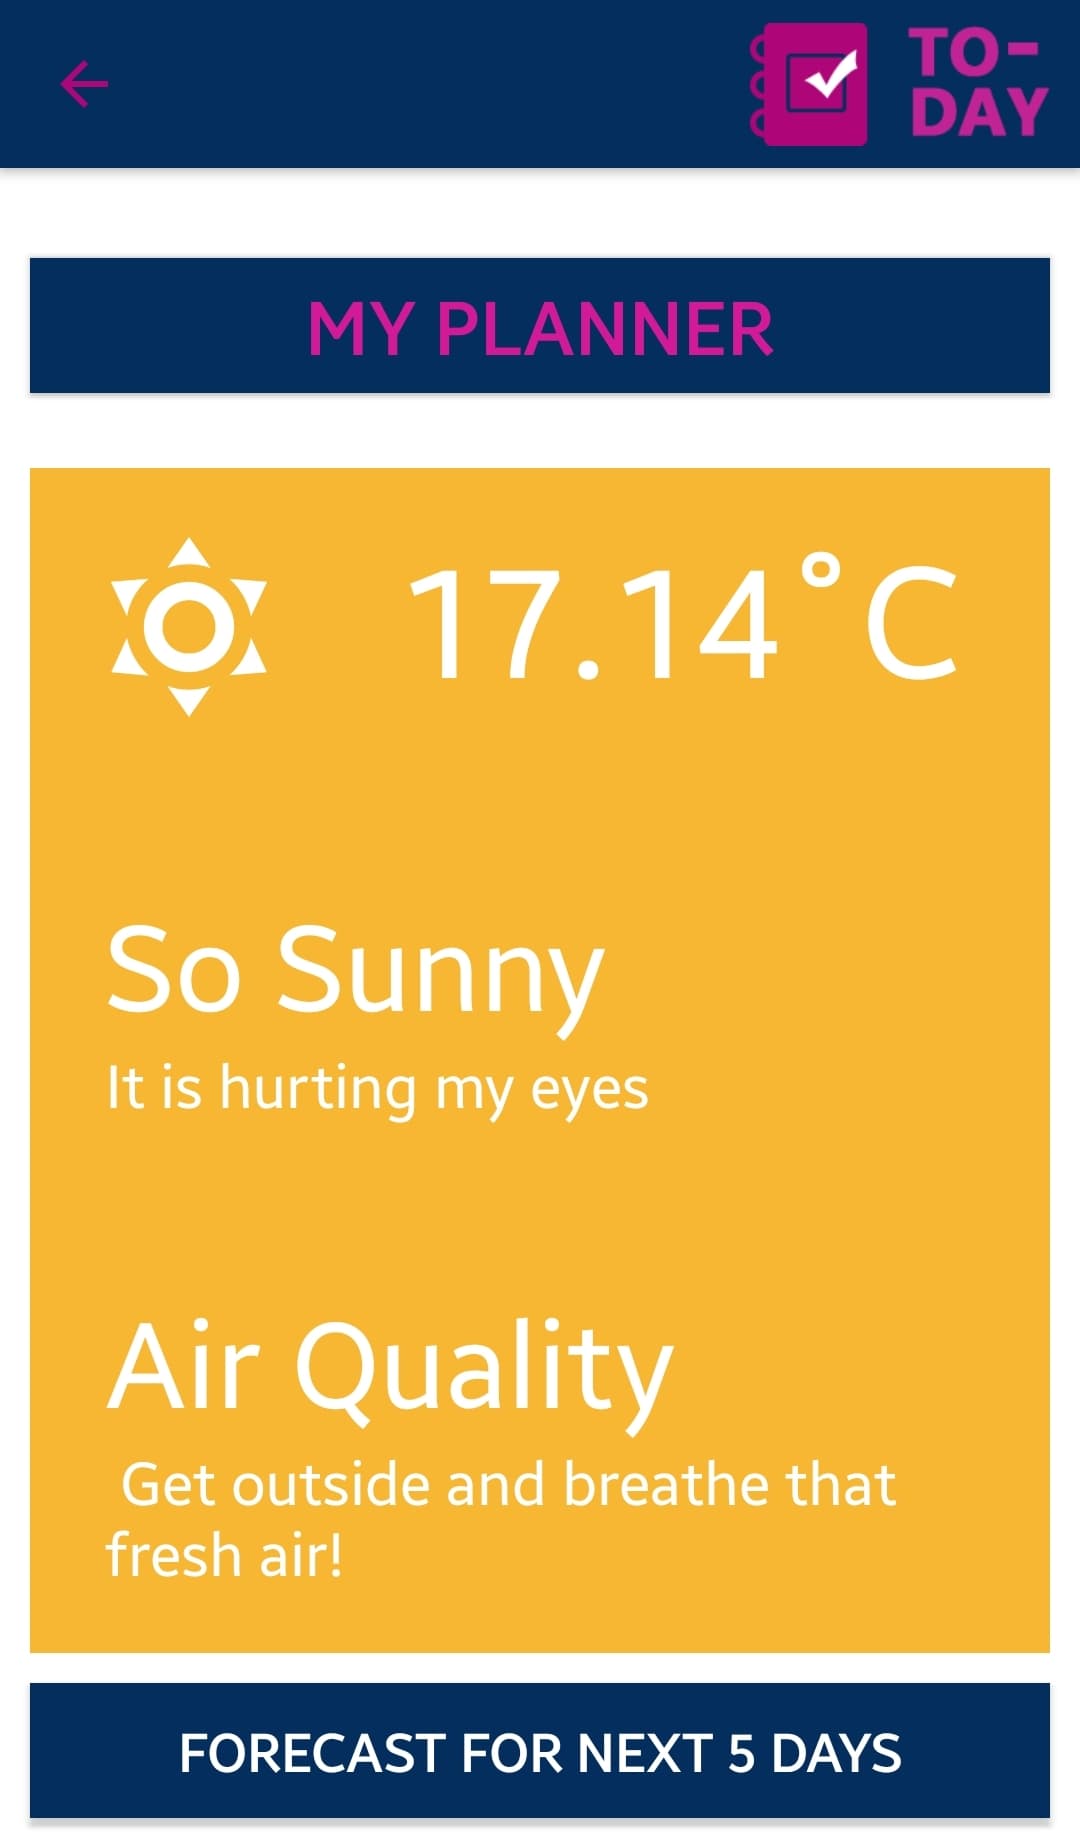 TO-
DAY
MY PLANNER
17.14°C
So Sunny
It is hurting my eyes
Air Quality
Get outside and breathe that
fresh air!
FORECAST FOR NEXT 5 DAYS